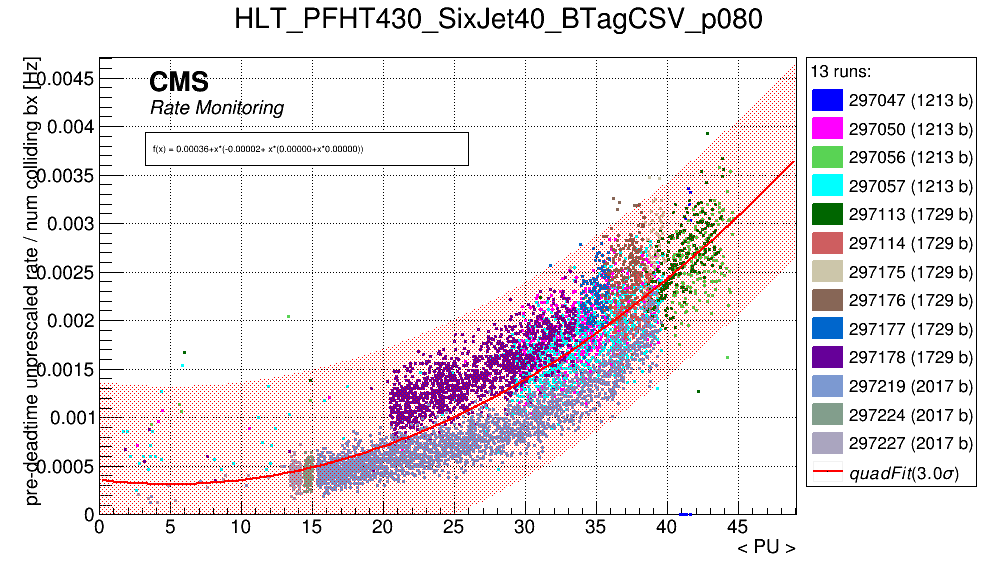 HLT_PFHT430_SixJet40_BTagCSV_p080
pre-deadtime unprescaled rate / num colliding bx [Hz]
0.0045
0.004
0.0035
0.003
0.0025
0.002
0.0015
0.001
0.0005
0
CMS
Rate Monitoring
f(x) = 0.00036+x*(-0.00002+ x*(0.00000+x*0.00000))
0 5 10 15 20 25 30 35 40 45
< PU >
13 runs:
297047 (1213 b)
297050 (1213 b)
297056 (1213 b)
297057 (1213 b)
297113 (1729 b)
297114 (1729 b)
297175 (1729 b)
297176 (1729 b)
297177 (1729 b)
297178 (1729 b)
297219 (2017 b)
297224 (2017 b)
297227 (2017 b)
quadFit(3.0σ)